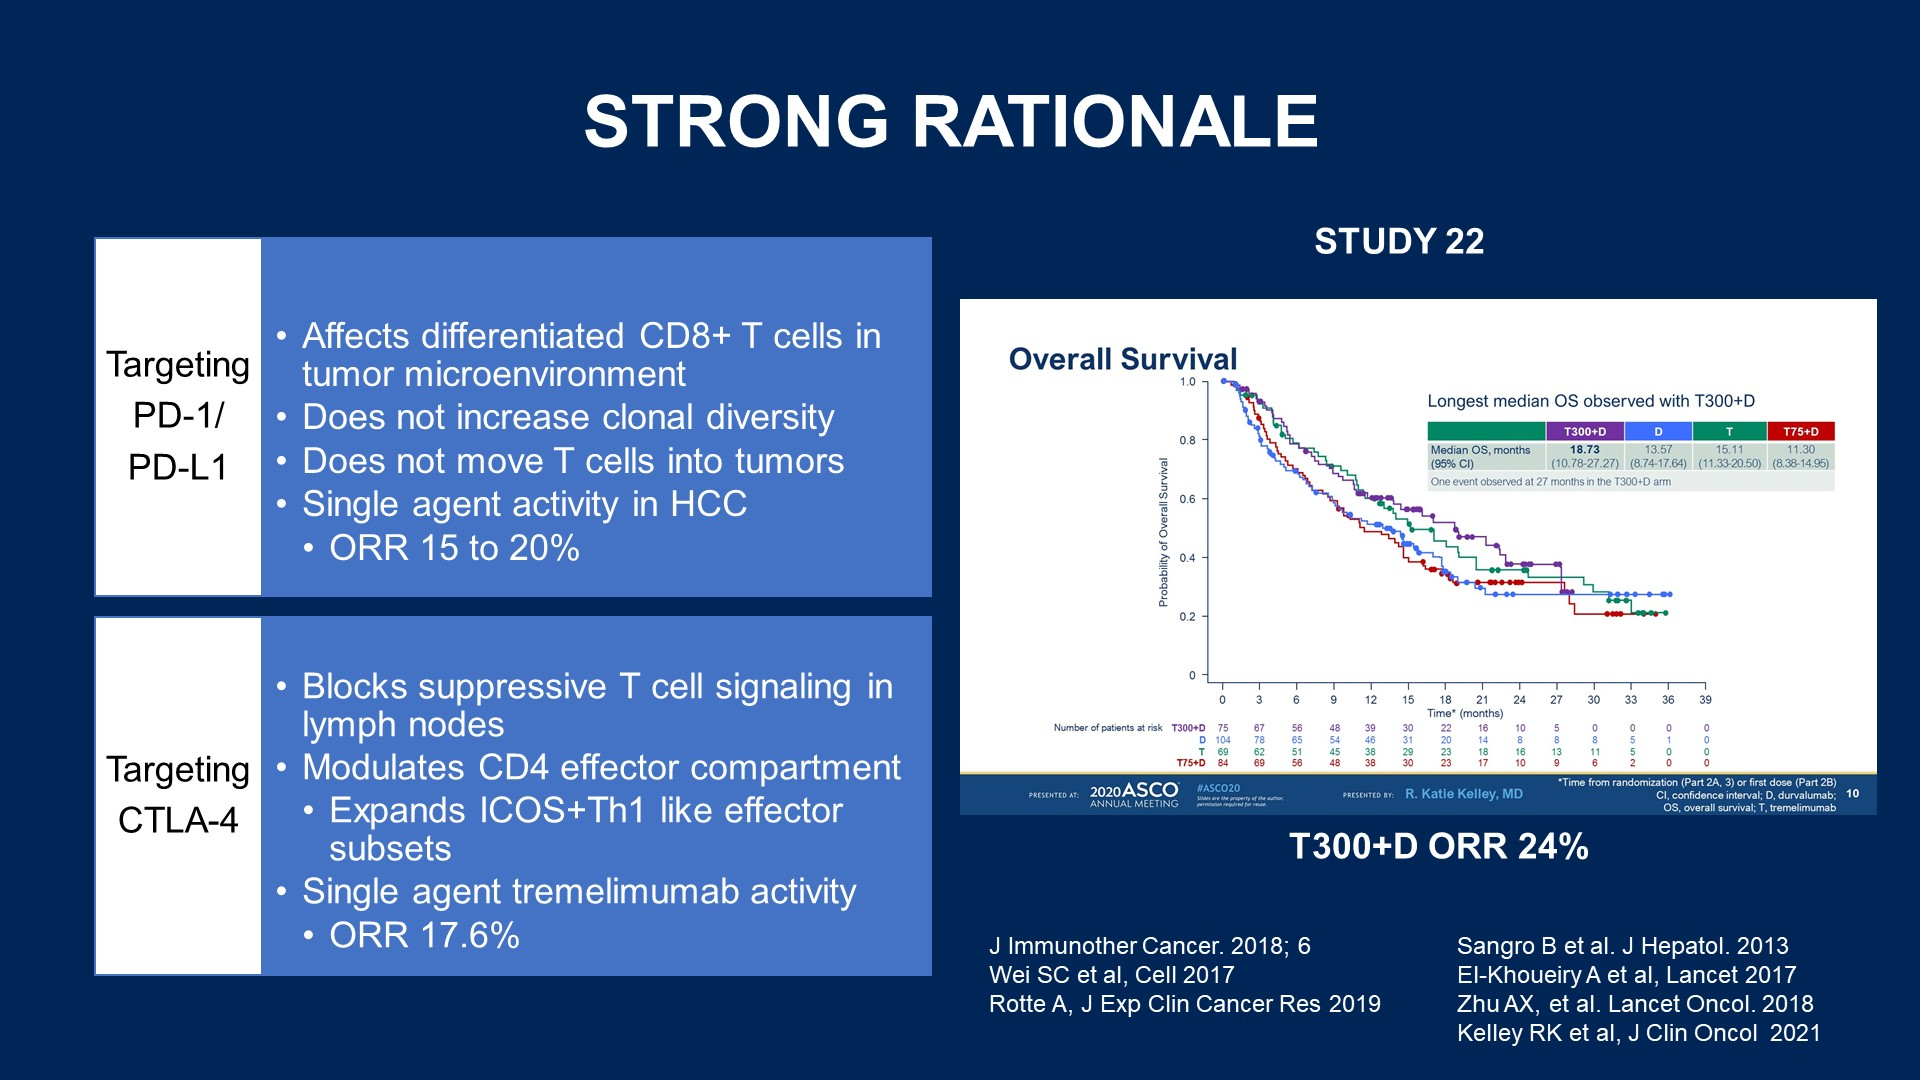 STRONG RATIONALE
Targeting
PD-1/
PD-L1
• Affects differentiated CD8+ T cells in
tumor microenvironment
• Does not increase clonal diversity
• Does not move T cells into tumors
• Single agent activity in HCC
• ORR 15 to 20%
Targeting
CTLA-4
• Blocks suppressive T cell signaling in
lymph nodes
• Modulates CD4 effector compartment
• Expands ICOS+Th1 like effector
subsets
• Single agent tremelimumab activity
• ORR 17.6%
STUDY 22
Overall Survival
Longest median OS observed with T300+D
T300+D D T T75+D
Median OS, months 18.73 13.57 15.11 11.30
(95% CI) (10.78-27.27) (8.74-17.64) (11.33-20.50) (8.38-14.95)
One event observed at 27 months in the T300+D arm
Probability of Overall Survival
1.0
0.8
0.6
0.4
0.2
0
0 3 6 9 12 15 18 21 24 27 30 33 36 39
Time* (months)
Number of patients at risk T300+D 75 67 56 48 39 30 22 16 10 5 0 0 0 0
D 104 78 65 54 46 31 20 14 8 8 8 5 1 0
T 69 62 51 45 38 29 23 18 16 13 11 5 0 0
T75+D 84 69 56 48 38 30 23 17 10 9 6 2 0 0
PRESENTED AT: 2020 ASCO
ANNUAL MEETING
#ASCO20
Slides are the property of the author,
permission required for reuse.
PRESENTED BY: R. Katie Kelley, MD
*Time from randomization (Part 2A, 3) or first dose (Part 2B)
CI, confidence interval; D, durvalumab;
OS, overall survival; T, tremelimumab
10
T300+D ORR 24%
J Immunother Cancer. 2018; 6
Wei SC et al, Cell 2017
Rotte A, J Exp Clin Cancer Res 2019
Sangro B et al. J Hepatol. 2013
El-Khoueiry A et al, Lancet 2017
Zhu AX, et al. Lancet Oncol. 2018
Kelley RK et al, J Clin Oncol 2021